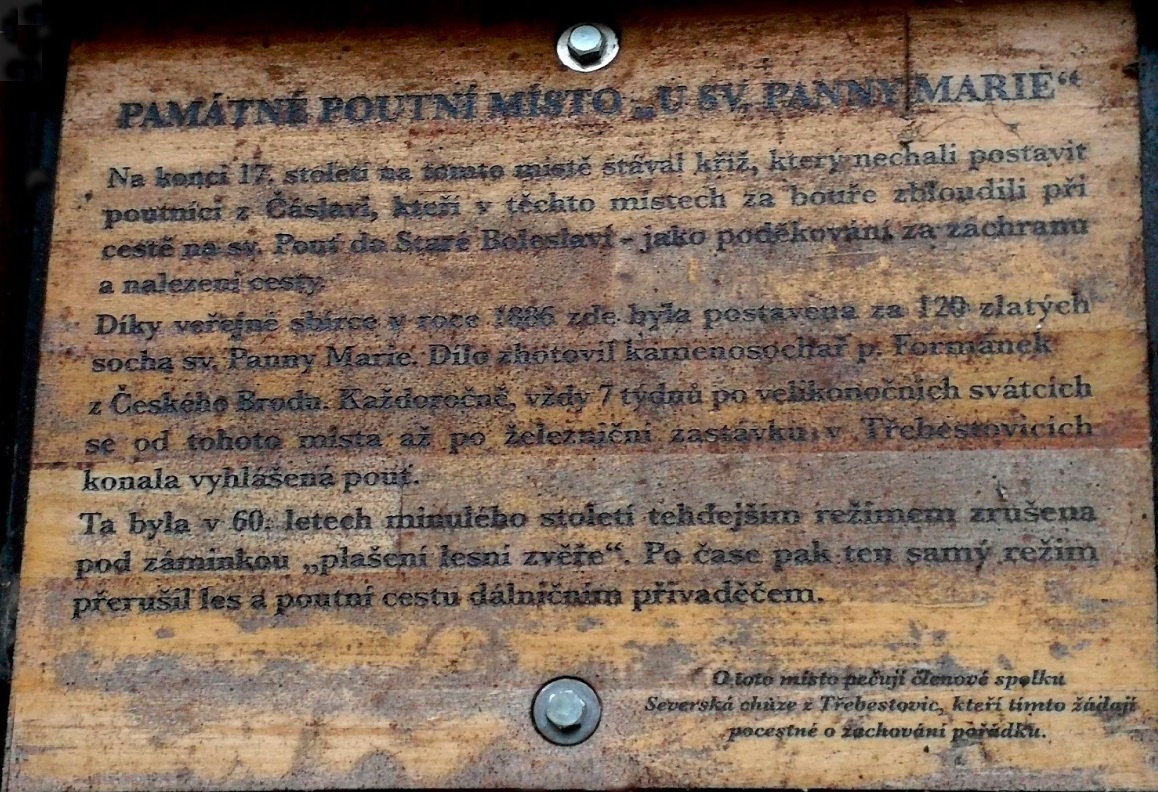 PAMÁTNÉ POUTNÍ MÍSTO „U SV. PANNY MARIE“
Na konci 17. století na tomto místě stával kříž, který nechali postavit
poutníci z Čáslavi, kteří v těchto místech za bouře zbloudili při
cestě na sv. Pouť do Staré Boleslavi - jako poděkování za záchranu
a nalezení cesty.
Díky veřejné sbírce v roce 1886 zde byla postavena za 120 zlatých
socha sv. Panny Marie. Dílo zhotovil kamenosochař p. Formánek
z Českého Brodu. Každoročně, vždy 7 týdnů po velikonočních svátcích
se od tohoto místa až po železniční zastávku v Třebestovicích
konala vyhlášená pouť.
Ta byla v 60. letech minulého století tehdejším režimem zrušena
pod záminkou „plašení lesní zvěře“. Po čase pak ten samý režim
přerušil les a poutní cestu dálničním přivaděčem.
O toto místo pečují členové spolku
Severská chůze z Třebestovic, kteří tímto žádají
pocestné o zachování pořádku.